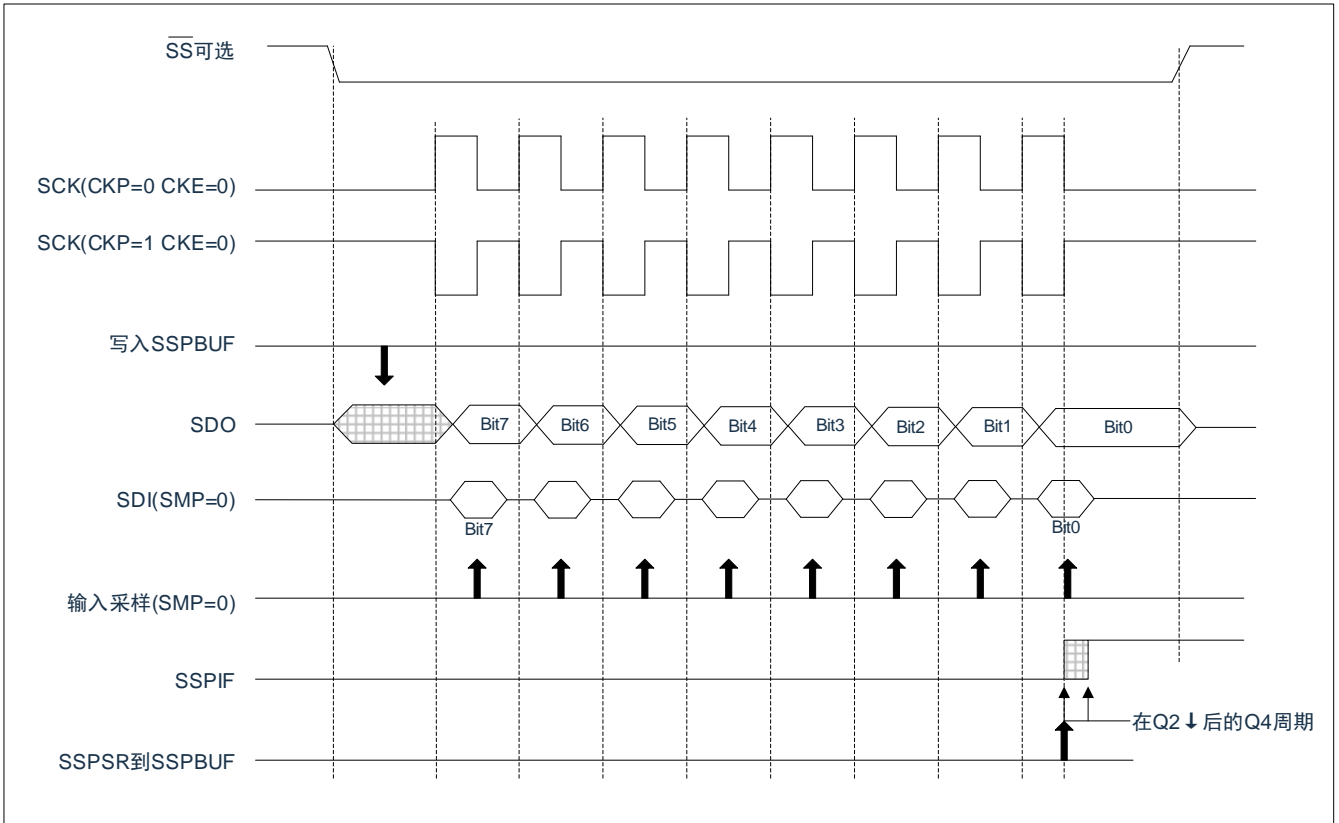 SS可选
SCK(CKP=0 CKE=0)
SCK(CKP=1 CKE=0)
写入SSPBUF
SDO
Bit7
Bit6
Bit5
Bit4
Bit3
Bit2
Bit1
Bit0
SDI(SMP=0)
Bit7
Bit0
输入采样(SMP=0)
SSPIF
在Q2↓后的Q4周期
SSPSR到SSPBUF